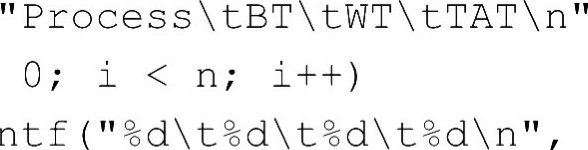 "Process\tBT\tWT\tTAT\n"
0; i < n; i++)
ntf("%d\t%d\t%d\t%d\n",